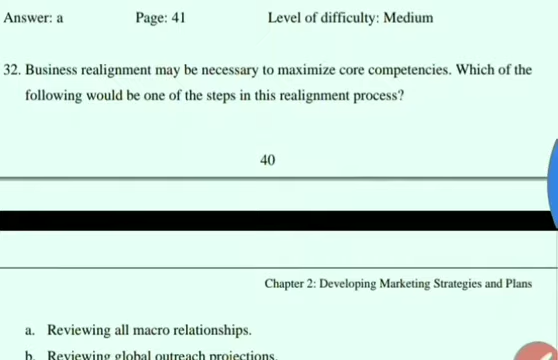 Answer: a Page: 41 Level of difficulty: Medium
32. Business realignment may be necessary to maximize core competencies. Which of the
following would be one of the steps in this realignment process?
40
Chapter 2: Developing Marketing Strategies and Plans
a. Reviewing all macro relationships.
b. Reviewing global outreach projections.